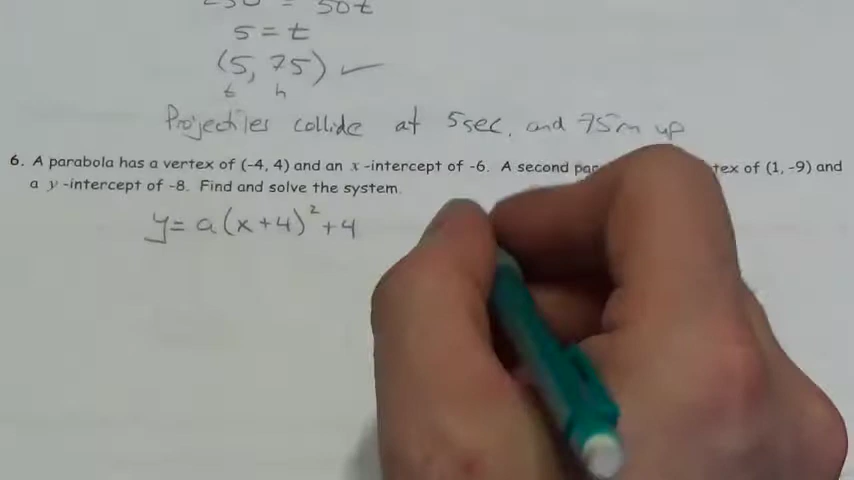 250 = 50t
5 = t
(5, 75) ✓
t h
Projectiles collide at 5sec. and 75m up
6. A parabola has a vertex of (-4, 4) and an x-intercept of -6. A second of (1, -9) and
a y-intercept of -8. Find and solve the system.
y = a(x+4)² + 4